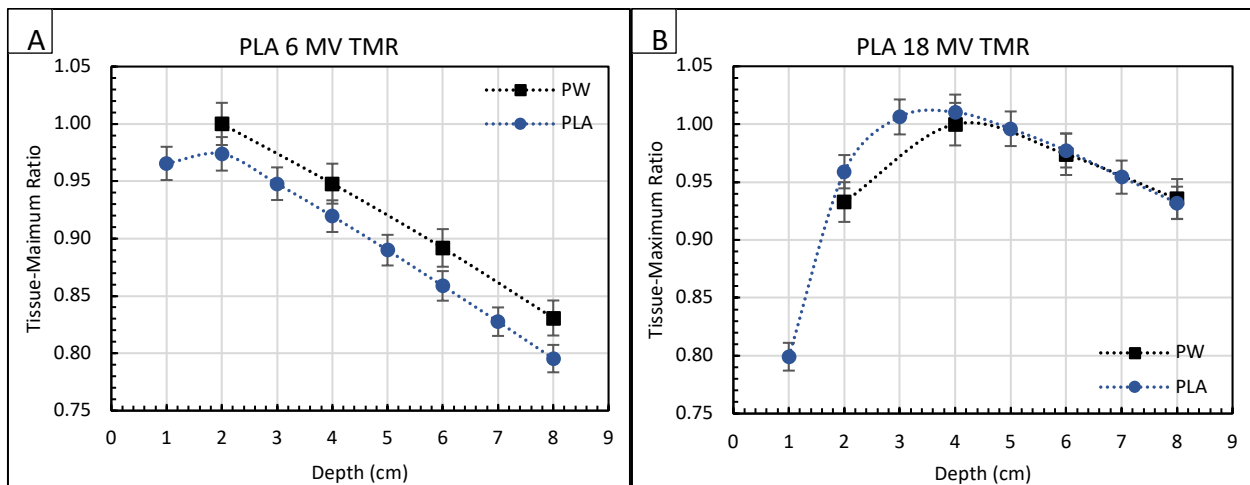 A
PLA 6 MV TMR
1.05
1.00
0.95
0.90
0.85
0.80
0.75
Tissue-Maimum Ratio
PW
PLA
0 1 2 3 4 5 6 7 8 9
Depth (cm)
B
PLA 18 MV TMR
1.05
1.00
0.95
0.90
0.85
0.80
0.75
Tissue-Maximum Ratio
PW
PLA
0 1 2 3 4 5 6 7 8 9
Depth (cm)